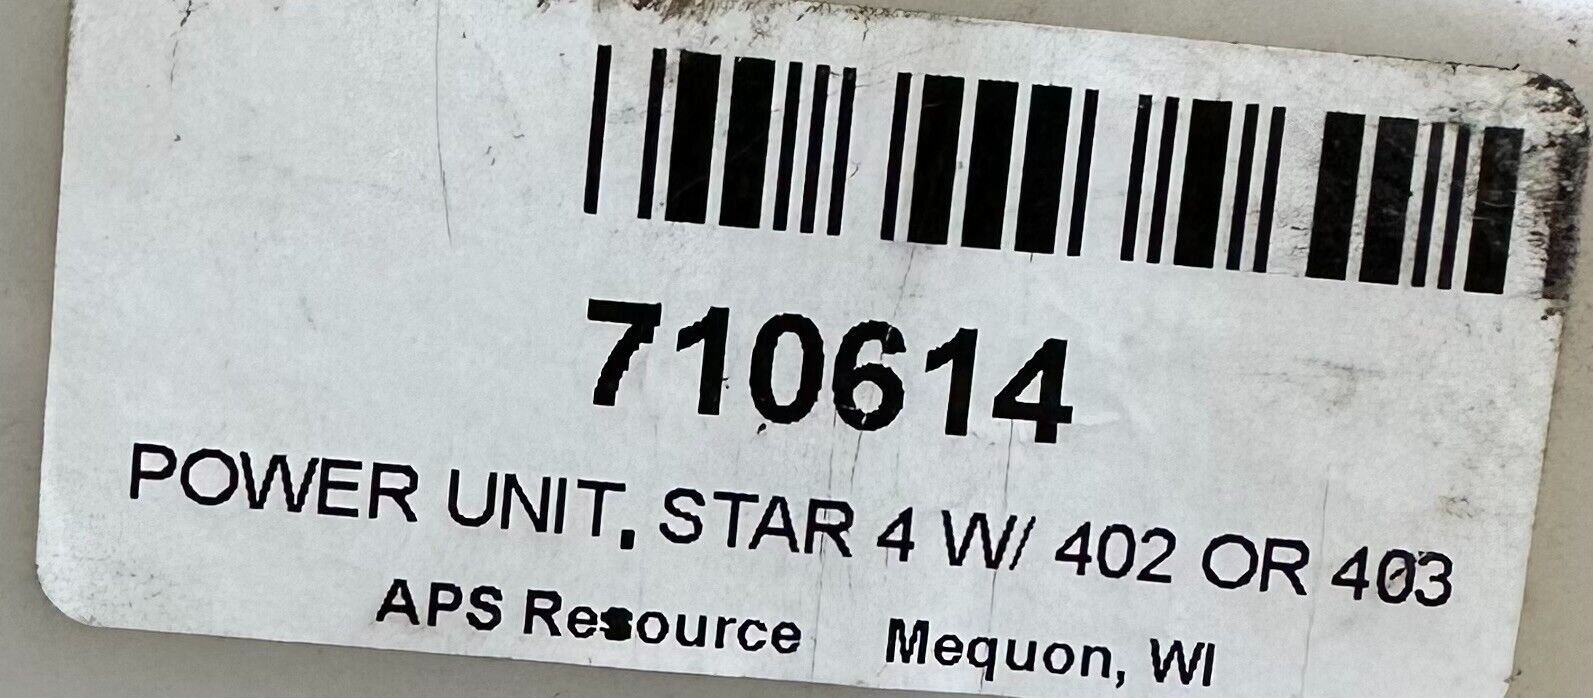 710614
POWER UNIT, STAR 4 W/ 402 OR 403
APS Resource Mequon, WI